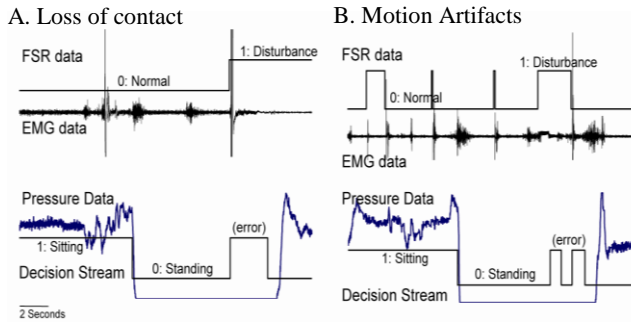 A. Loss of contact
FSR data
1: Disturbance
0: Normal
EMG data
Pressure Data
(error)
1: Sitting
0: Standing
Decision Stream
2 Seconds
B. Motion Artifacts
FSR data
1: Disturbance
0: Normal
EMG data
Pressure Data
(error)
1: Sitting
0: Standing
Decision Stream